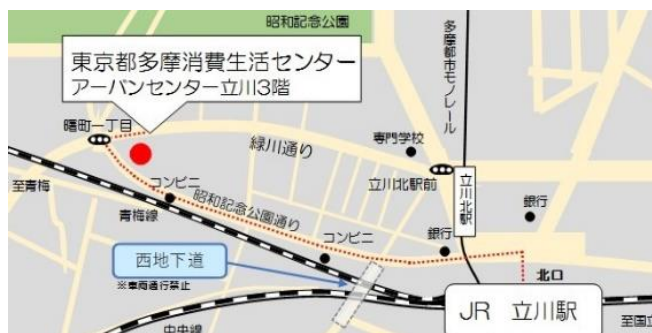 昭和記念公園
多摩都市モノレール
東京都多摩消費生活センター
アーバンセンター立川3階
曙町一丁目
緑川通り
専門学校
立川北駅前
立川北駅
銀行
至青梅
コンビニ
青梅線
昭和記念公園通り
コンビニ
銀行
西地下道
※車両通行禁止
北口
JR 立川駅
中央線
至国立